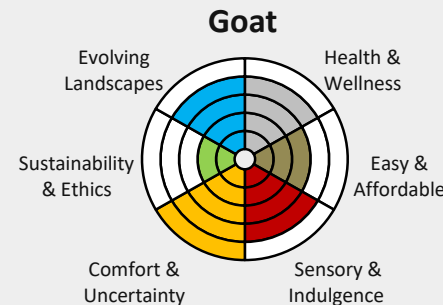 Goat
Evolving
Landscapes
Health &
Wellness
Sustainability
& Ethics
Easy &
Affordable
Comfort &
Uncertainty
Sensory &
Indulgence